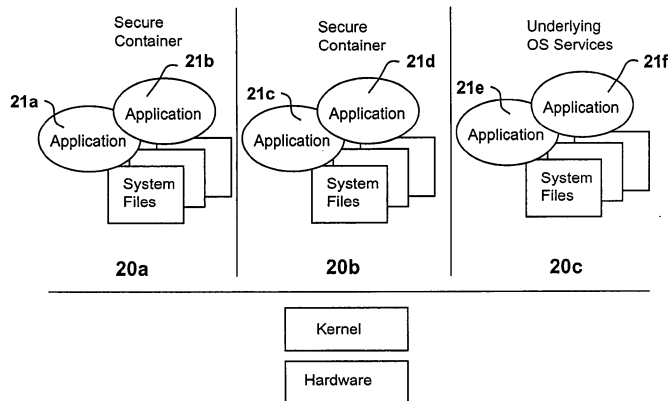 Secure
Container
Secure
Container
Underlying
OS Services
21b
21d
21f
21a
21c
21e
Application
Application
Application
Application
Application
Application
System
Files
System
Files
System
Files
20a
20b
20c
Kernel
Hardware